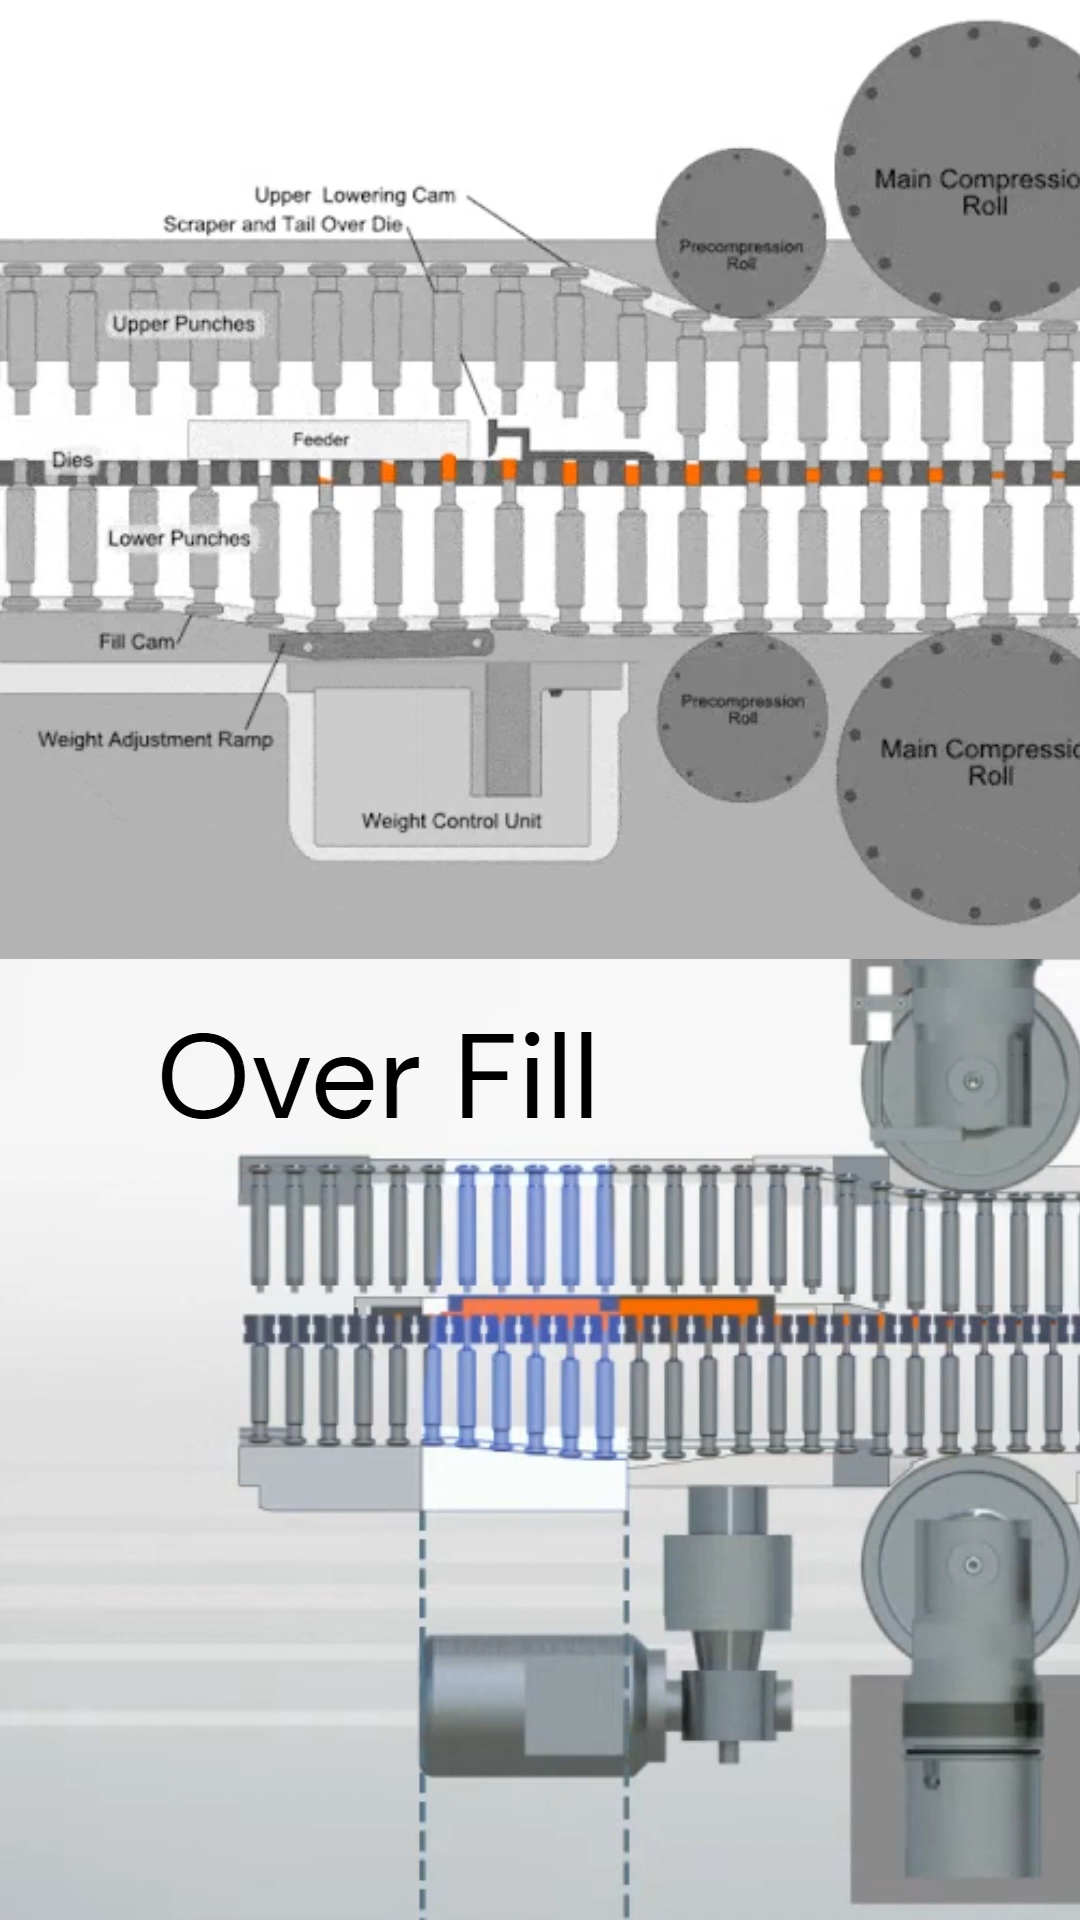 Main Compressio
Roll
Upper Lowering Cam
Scraper and Tail Over Die
Precompression
Roll
Upper Punches
Feeder
Dies
Lower Punches
Fill Cam
Weight Adjustment Ramp
Precompression
Roll
Main Compressio
Roll
Weight Control Unit
Over Fill